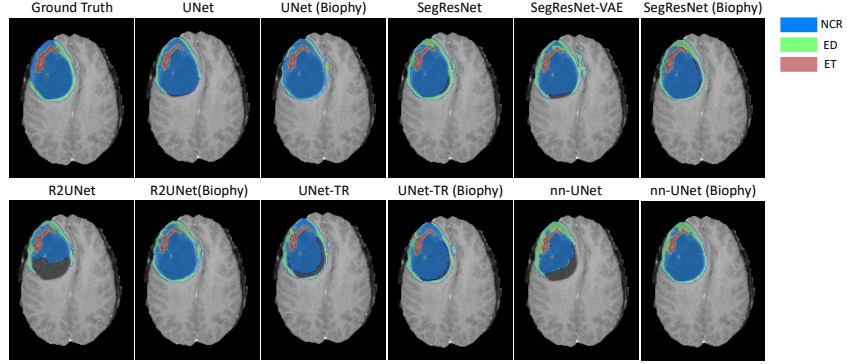 Ground Truth UNet UNet (Biophy) SegResNet SegResNet-VAE SegResNet (Biophy)
NCR
ED
ET
R2UNet R2UNet(Biophy) UNet-TR UNet-TR (Biophy) nn-UNet nn-UNet (Biophy)